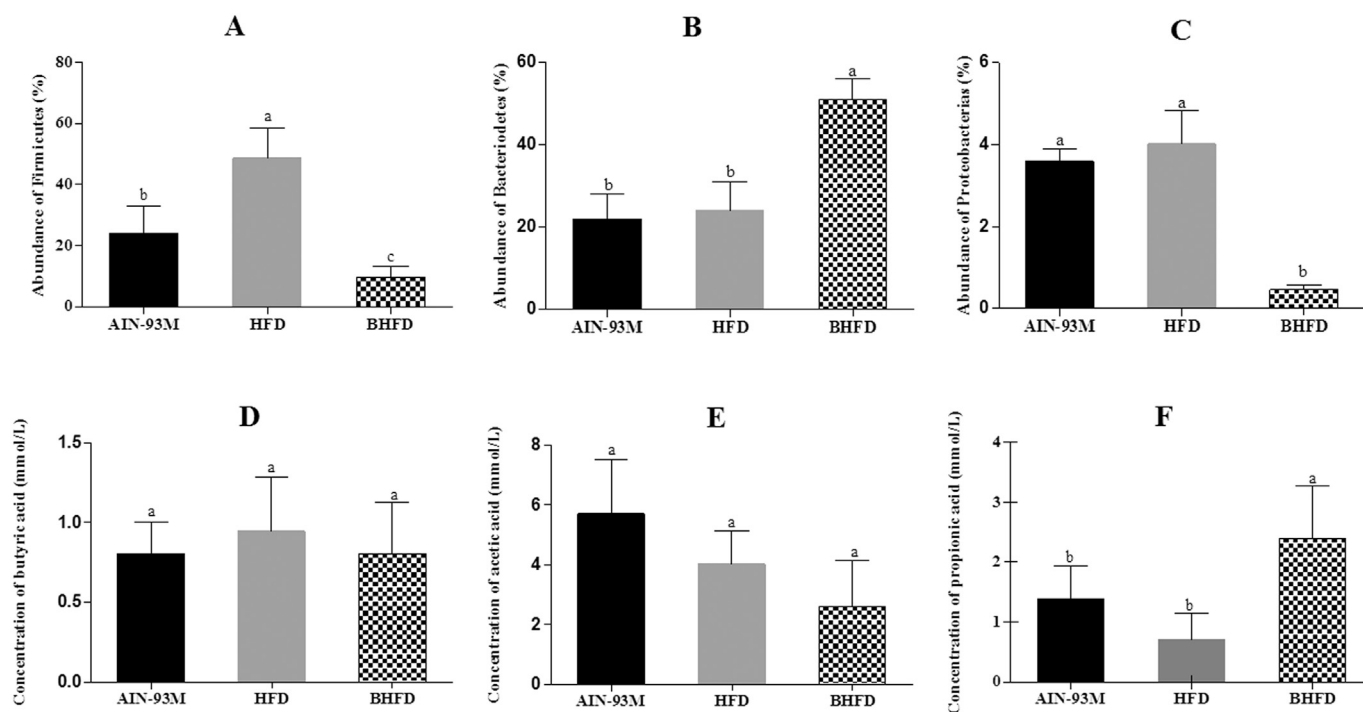 A
Abundance of Firmicutes (%)
80
60
40
20
0
b
a
c
AIN-93M HFD BHFD
B
Abundance of Bacteriodetes (%)
60
40
20
0
b
b
a
AIN-93M HFD BHFD
C
Abundance of Proteobacterias (%)
6
4
2
0
a
a
b
AIN-93M HFD BHFD
D
Concentration of butyric acid (mmol/L)
1.5
1.0
0.5
0.0
a
a
a
AIN-93M HFD BHFD
E
Concentration of acetic acid (mmol/L)
8
6
4
2
0
a
a
a
AIN-93M HFD BHFD
F
Concentration of propionic acid (mmol/L)
4
3
2
1
0
b
b
a
AIN-93M HFD BHFD